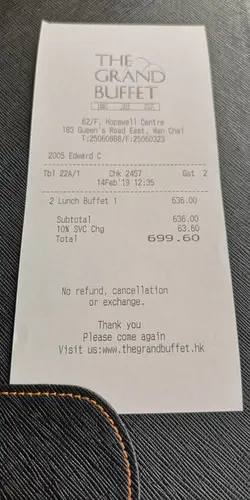 THE
GRAND
BUFFET
62/F, Hopewell Centre
183 Queen's Road East, Wan Chai
T:25060888/F:25060323
2005 Edward C
Tbl 22A/1 Chk 2457 Gst 2
14Feb'19 12:35
2 Lunch Buffet 1 636.00
Subtotal 636.00
10% SVC Chg 63.60
Total 699.60
No refund, cancellation
or exchange.
Thank you
Please come again
Visit us:www.thegrandbuffet.hk